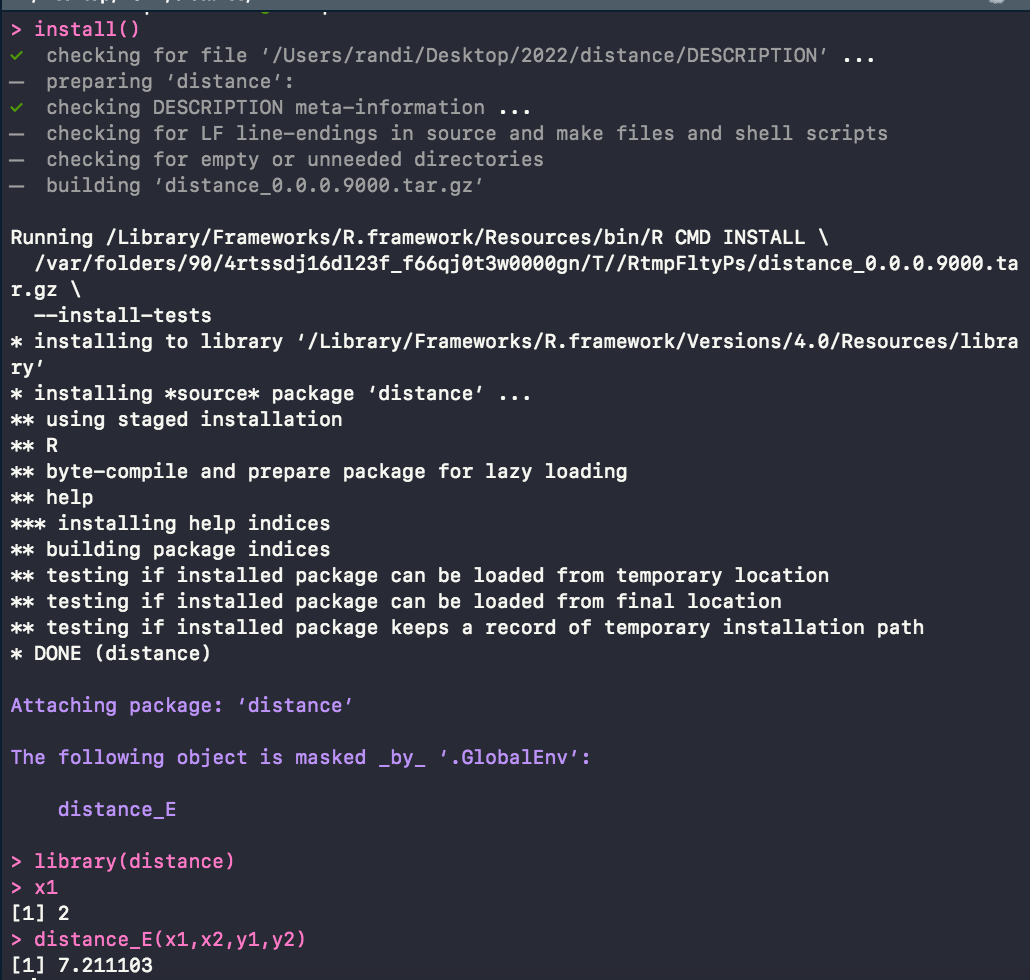 > install()
✓  checking for file ‘/Users/randi/Desktop/2022/distance/DESCRIPTION’ ...
─  preparing ‘distance’:
✓  checking DESCRIPTION meta-information ...
─  checking for LF line-endings in source and make files and shell scripts
─  checking for empty or unneeded directories
─  building ‘distance_0.0.0.9000.tar.gz’
Running /Library/Frameworks/R.framework/Resources/bin/R CMD INSTALL \
/var/folders/90/4rtssdj16dl23f_f66qj0t3w0000gn/T//RtmpFltyPs/distance_0.0.0.9000.ta
r.gz \
--install-tests
* installing to library ‘/Library/Frameworks/R.framework/Versions/4.0/Resources/libra
ry’
* installing *source* package ‘distance’ ...
** using staged installation
** R
** byte-compile and prepare package for lazy loading
** help
*** installing help indices
** building package indices
** testing if installed package can be loaded from temporary location
** testing if installed package can be loaded from final location
** testing if installed package keeps a record of temporary installation path
* DONE (distance)
Attaching package: ‘distance’
The following object is masked _by_ ‘.GlobalEnv’:
distance_E
> library(distance)
> x1
[1] 2
> distance_E(x1,x2,y1,y2)
[1] 7.211103